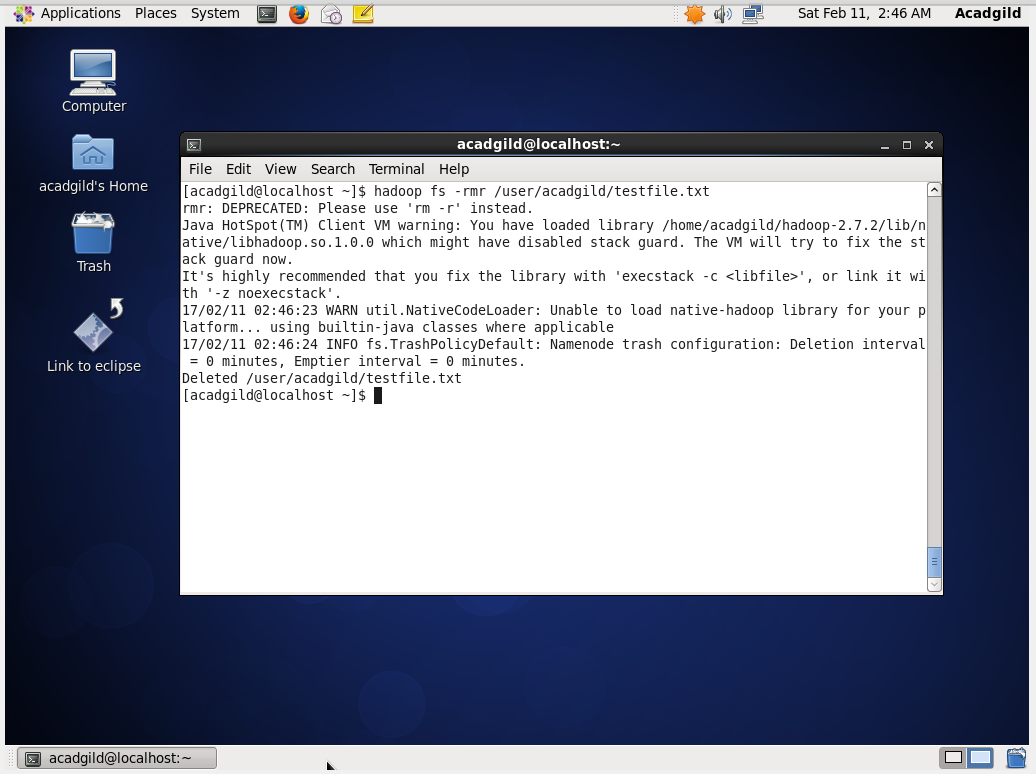 Applications Places System
Sat Feb 11, 2:46 AM Acadgild
Computer
acadgild's Home
Trash
Link to eclipse
acadgild@localhost:~
File Edit View Search Terminal Help
[acadgild@localhost ~]$ hadoop fs -rmr /user/acadgild/testfile.txt
rmr: DEPRECATED: Please use 'rm -r' instead.
Java HotSpot(TM) Client VM warning: You have loaded library /home/acadgild/hadoop-2.7.2/lib/n
ative/libhadoop.so.1.0.0 which might have disabled stack guard. The VM will try to fix the st
ack guard now.
It's highly recommended that you fix the library with 'execstack -c <libfile>', or link it wi
th '-z noexecstack'.
17/02/11 02:46:23 WARN util.NativeCodeLoader: Unable to load native-hadoop library for your p
latform... using builtin-java classes where applicable
17/02/11 02:46:24 INFO fs.TrashPolicyDefault: Namenode trash configuration: Deletion interval
 = 0 minutes, Emptier interval = 0 minutes.
Deleted /user/acadgild/testfile.txt
[acadgild@localhost ~]$
acadgild@localhost:~